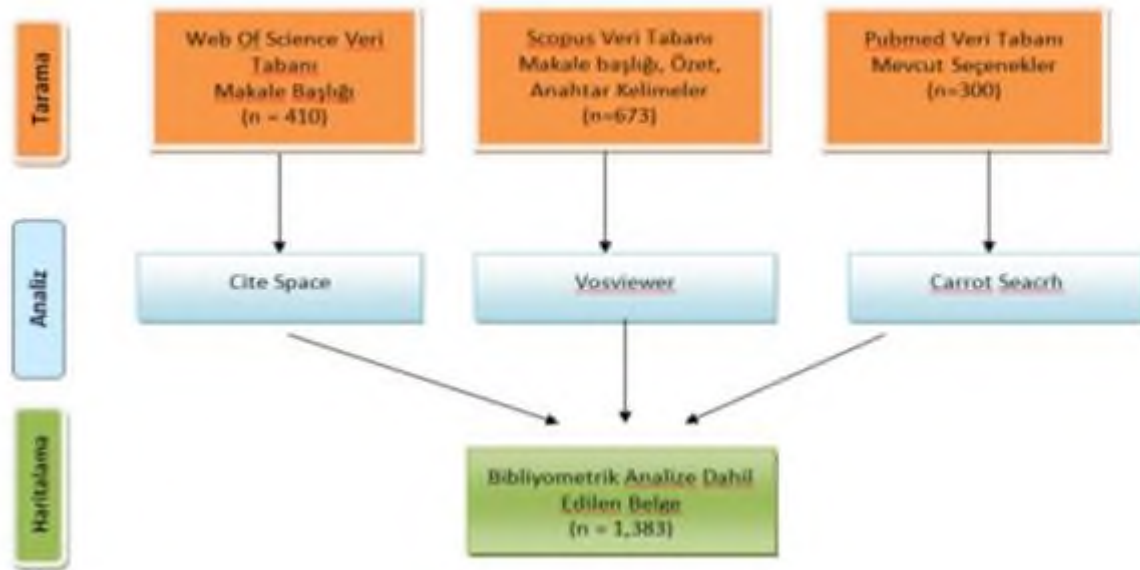 Tarama
Web Of Science Veri
Tabanı
Makale Başlığı
(n = 410)
Scopus Veri Tabanı
Makale başlığı, Özet,
Anahtar Kelimeler
(n=673)
Pubmed Veri Tabanı
Mevcut Seçenekler
(n=300)
Analiz
Cite Space
Vosviewer
Carrot Seacrh
Haritalama
Bibliyometrik Analize Dahil
Edilen Belge
(n = 1,383)